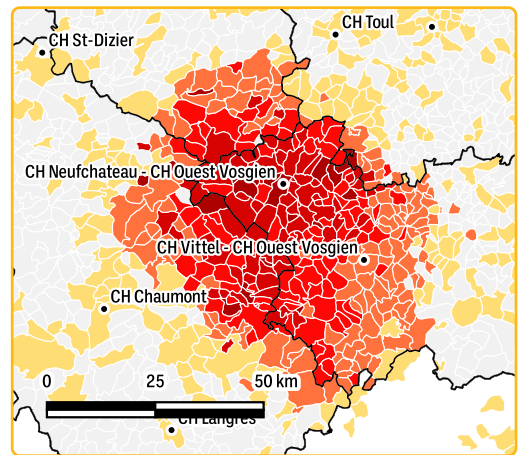 CH Toul
CH St-Dizier
CH Neufchateau - CH Ouest Vosgien
CH Vittel - CH Ouest Vosgien
CH Chaumont
0 25 50 km
CH Langres